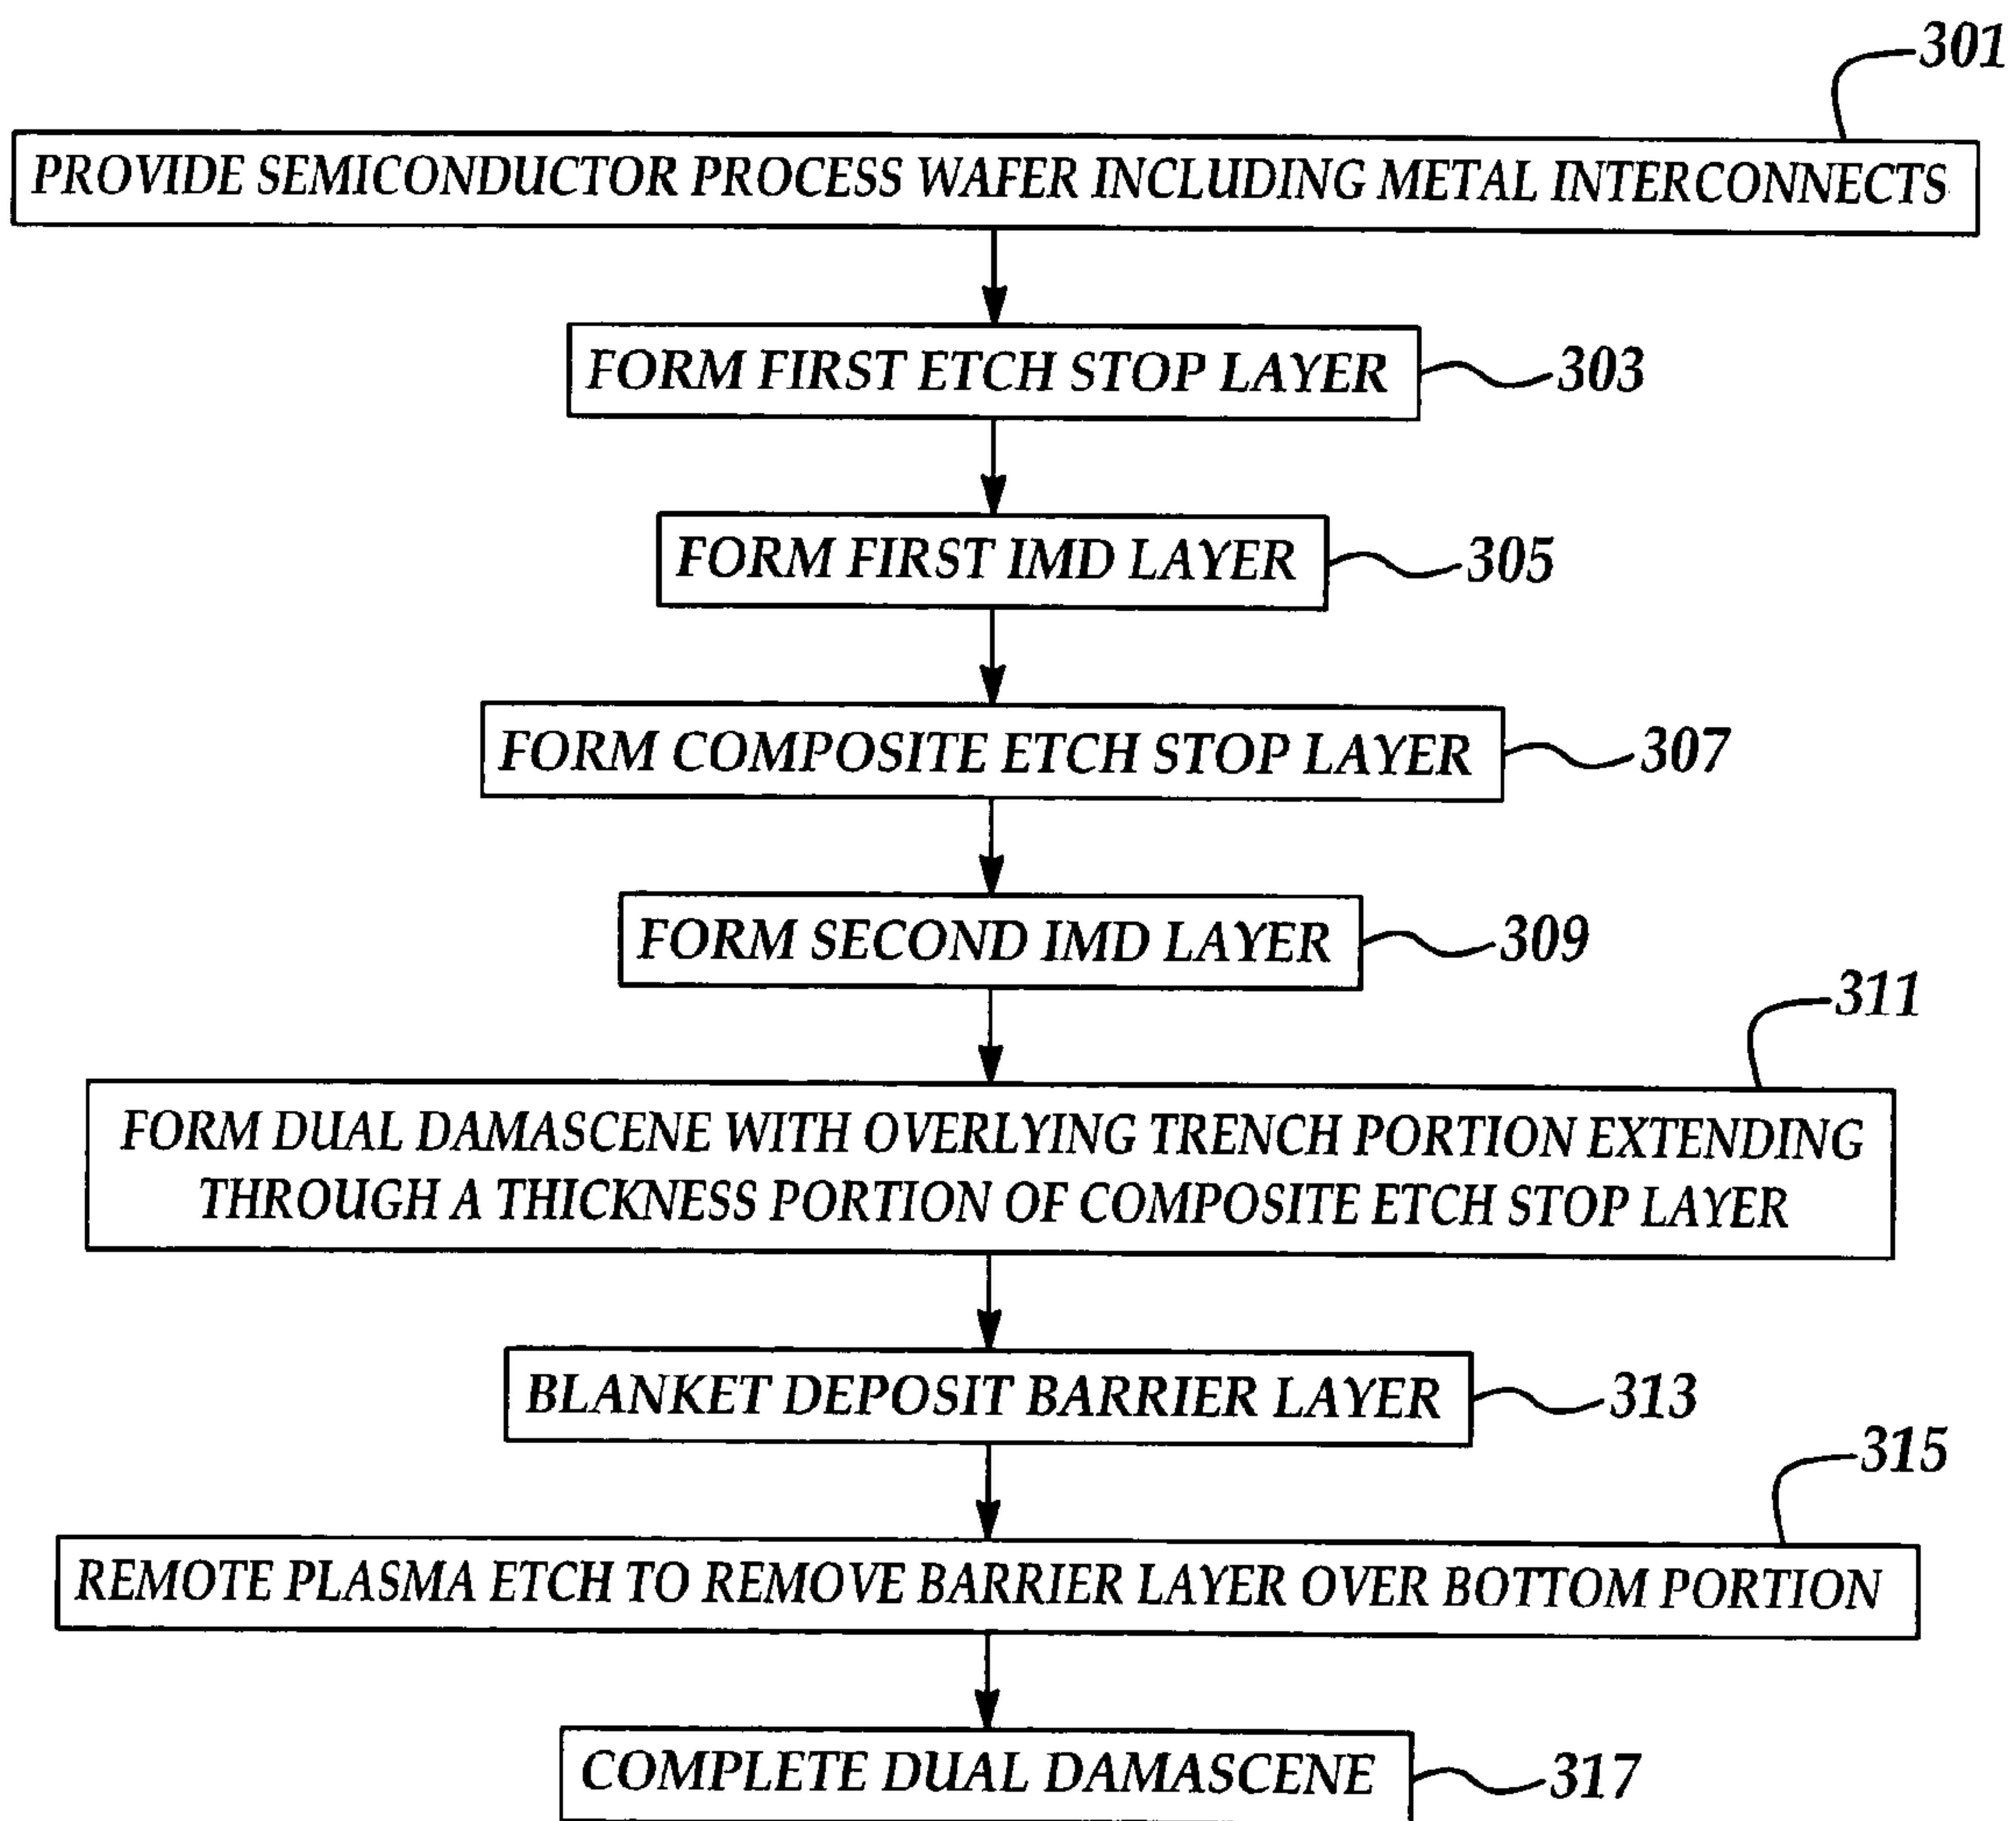 301
PROVIDE SEMICONDUCTOR PROCESS WAFER INCLUDING METAL INTERCONNECTS
FORM FIRST ETCH STOP LAYER
303
FORM FIRST IMD LAYER
305
FORM COMPOSITE ETCH STOP LAYER
307
FORM SECOND IMD LAYER
309
311
FORM DUAL DAMASCENE WITH OVERLYING TRENCH PORTION EXTENDING
THROUGH A THICKNESS PORTION OF COMPOSITE ETCH STOP LAYER
BLANKET DEPOSIT BARRIER LAYER
313
315
REMOTE PLASMA ETCH TO REMOVE BARRIER LAYER OVER BOTTOM PORTION
COMPLETE DUAL DAMASCENE
317